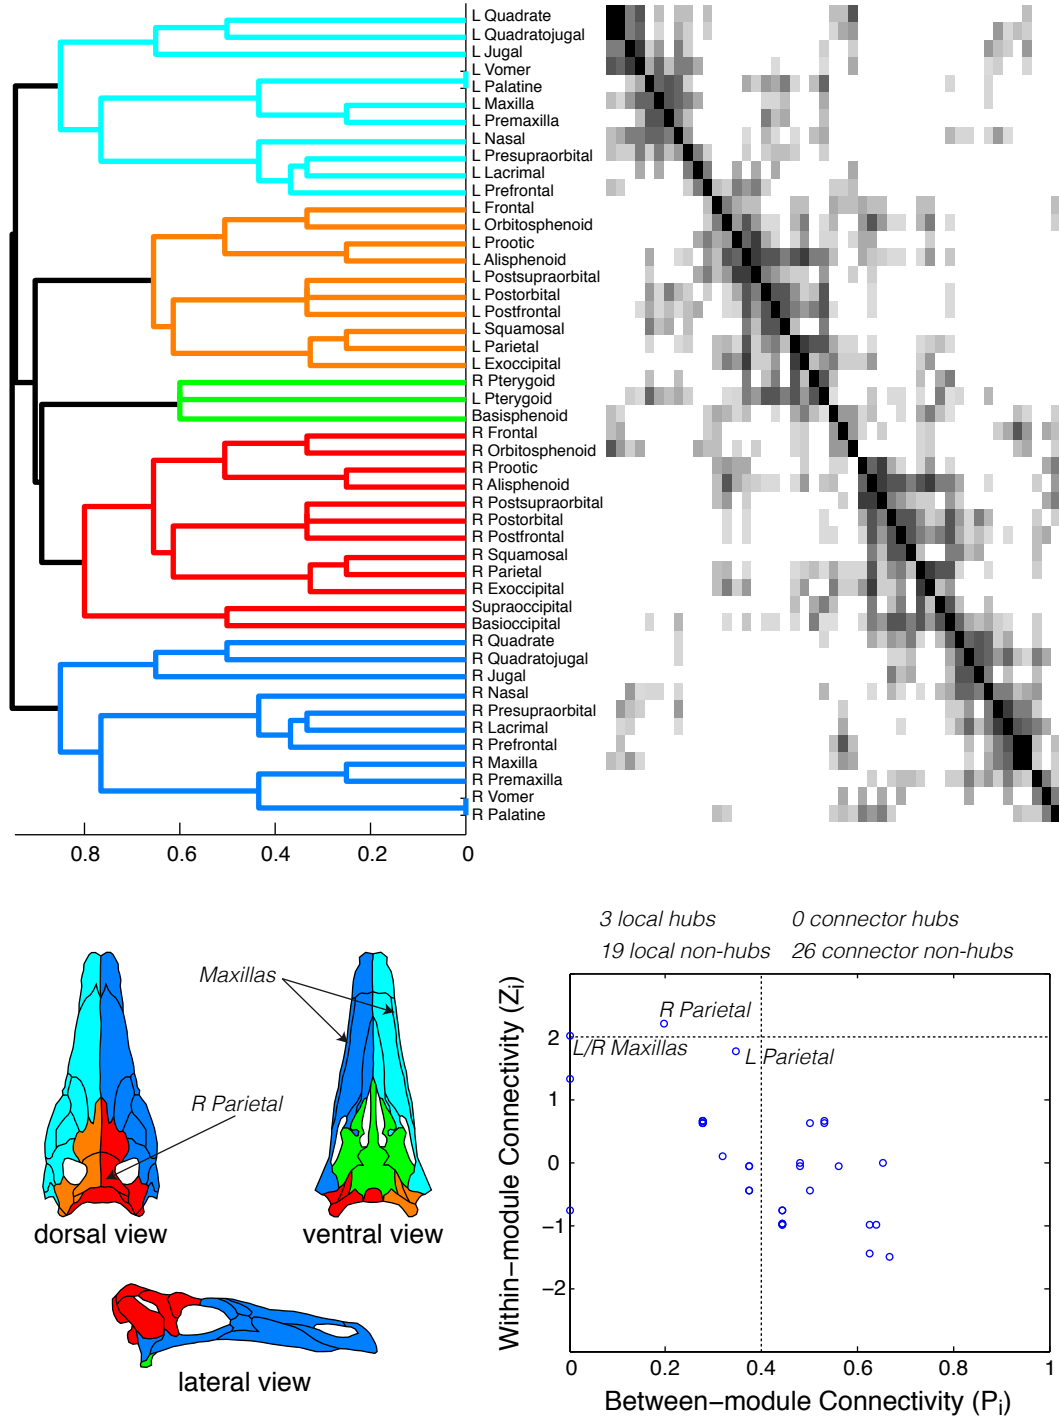 L Quadrate
L Quadratojugal
L Jugal
L Vomer
L Palatine
L Maxilla
L Premaxilla
L Nasal
L Presupraorbital
L Lacrimal
L Prefrontal
L Frontal
L Orbitosphenoid
L Prootic
L Alisphenoid
L Postsupraorbital
L Postorbital
L Postfrontal
L Squamosal
L Parietal
L Exoccipital
R Pterygoid
L Pterygoid
Basisphenoid
R Frontal
R Orbitosphenoid
R Prootic
R Alisphenoid
R Postsupraorbital
R Postorbital
R Postfrontal
R Squamosal
R Parietal
R Exoccipital
Supraoccipital
Basioccipital
R Quadrate
R Quadratojugal
R Jugal
R Nasal
R Presupraorbital
R Lacrimal
R Prefrontal
R Maxilla
R Premaxilla
R Vomer
R Palatine
0.8 0.6 0.4 0.2 0
Maxillas
R Parietal
dorsal view
ventral view
lateral view
3 local hubs 0 connector hubs
19 local non-hubs 26 connector non-hubs
R Parietal
L/R Maxillas
L Parietal
2
1
0
−1
−2
Within−module Connectivity (Zi)
0 0.2 0.4 0.6 0.8 1
Between−module Connectivity (Pi)